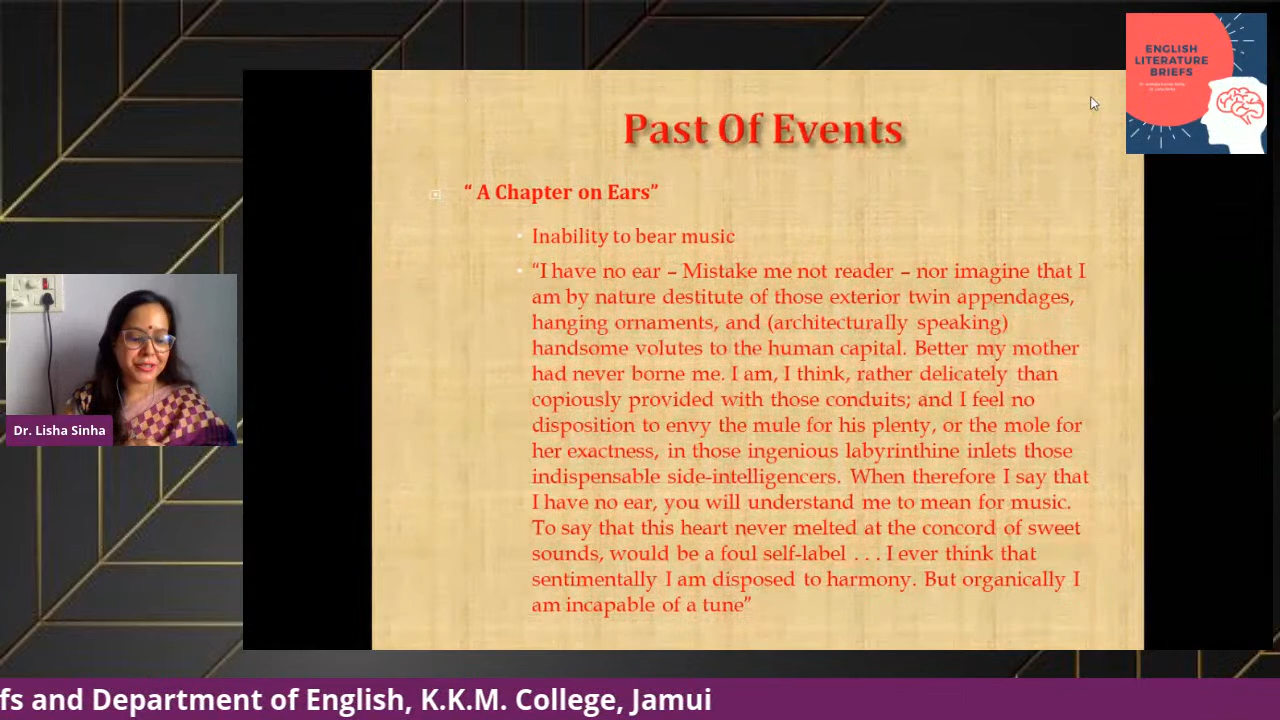 ENGLISH
LITERATURE
BRIEFS
Past Of Events
“ A Chapter on Ears”
Inability to bear music
“I have no ear – Mistake me not reader – nor imagine that I
am by nature destitute of those exterior twin appendages,
hanging ornaments, and (architecturally speaking)
handsome volutes to the human capital. Better my mother
had never borne me. I am, I think, rather delicately than
copiously provided with those conduits; and I feel no
disposition to envy the mule for his plenty, or the mole for
her exactness, in those ingenious labyrinthine inlets those
indispensable side-intelligencers. When therefore I say that
I have no ear, you will understand me to mean for music.
To say that this heart never melted at the concord of sweet
sounds, would be a foul self-label . . . I ever think that
sentimentally I am disposed to harmony. But organically I
am incapable of a tune”
Dr. Lisha Sinha
fs and Department of English, K.K.M. College, Jamui